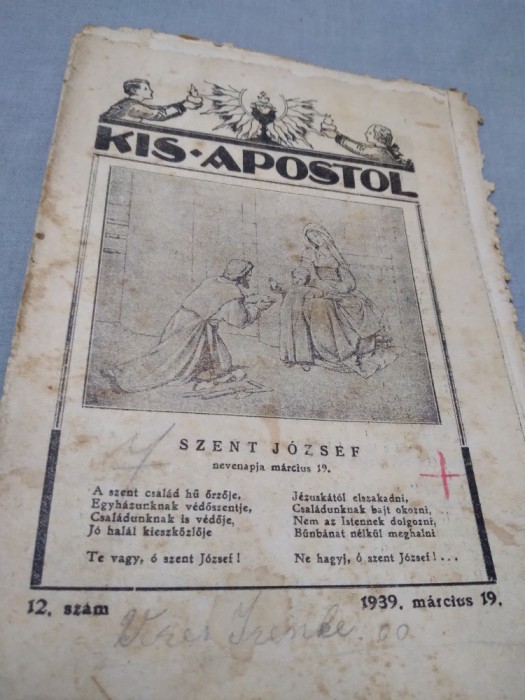 KIS-APOSTOL
SZENT JÓZSEF
nevenapja március 19.
A szent család hű őrzője,
Egyházunknak védőszentje,
Családunknak is védője,
Jó halál kieszközlője
Te vagy, ó szent József!
Jézuskától elszakadni,
Családunknak bajt okozni,
Nem az Istennek dolgozni,
Bűnbánat nélkül meghalni
Ne hagyj, ó szent József!...
12. szám
1939. március 19.